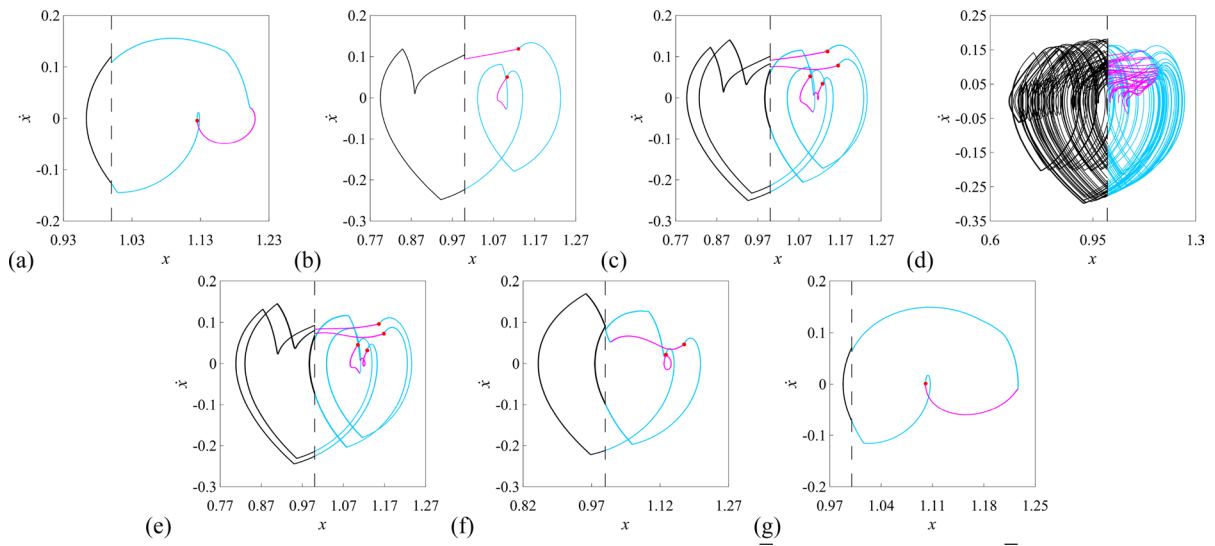 0.2
0.1
0
-0.1
-0.2
ẋ
0.93 1.03 1.13 1.23
x
(a)
0.2
0.1
0
-0.1
-0.2
-0.3
ẋ
0.77 0.87 0.97 1.07 1.17 1.27
x
(b)
0.2
0.1
0
-0.1
-0.2
-0.3
ẋ
0.77 0.87 0.97 1.07 1.17 1.27
x
(c)
0.25
0.15
0.05
-0.05
-0.15
-0.25
-0.35
ẋ
0.6 0.95 1.3
x
(d)
0.2
0.1
0
-0.1
-0.2
-0.3
ẋ
0.77 0.87 0.97 1.07 1.17 1.27
x
(e)
0.2
0.1
0
-0.1
-0.2
-0.3
ẋ
0.82 0.97 1.12 1.27
x
(f)
0.2
0.1
0
-0.1
-0.2
ẋ
0.97 1.04 1.11 1.18 1.25
x
(g)